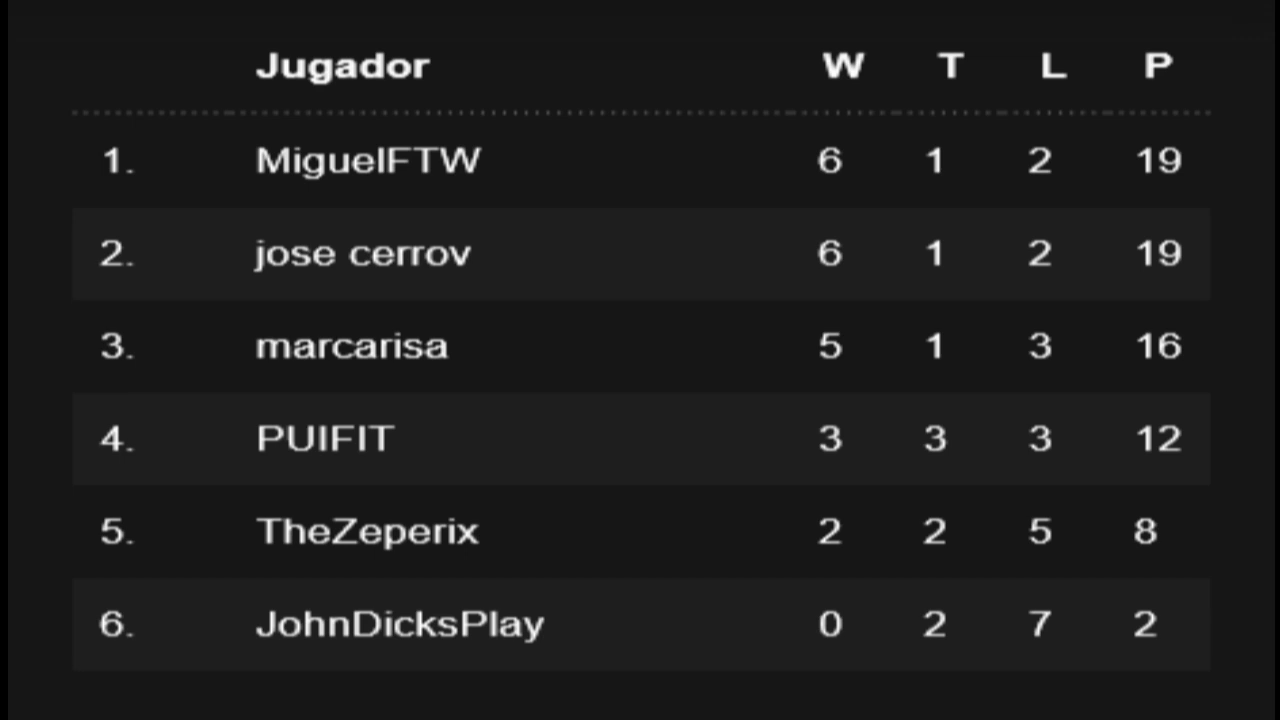 Jugador W T L P
1. MiguelFTW 6 1 2 19
2. jose cerrov 6 1 2 19
3. marcarisa 5 1 3 16
4. PUIFIT 3 3 3 12
5. TheZeperix 2 2 5 8
6. JohnDicksPlay 0 2 7 2